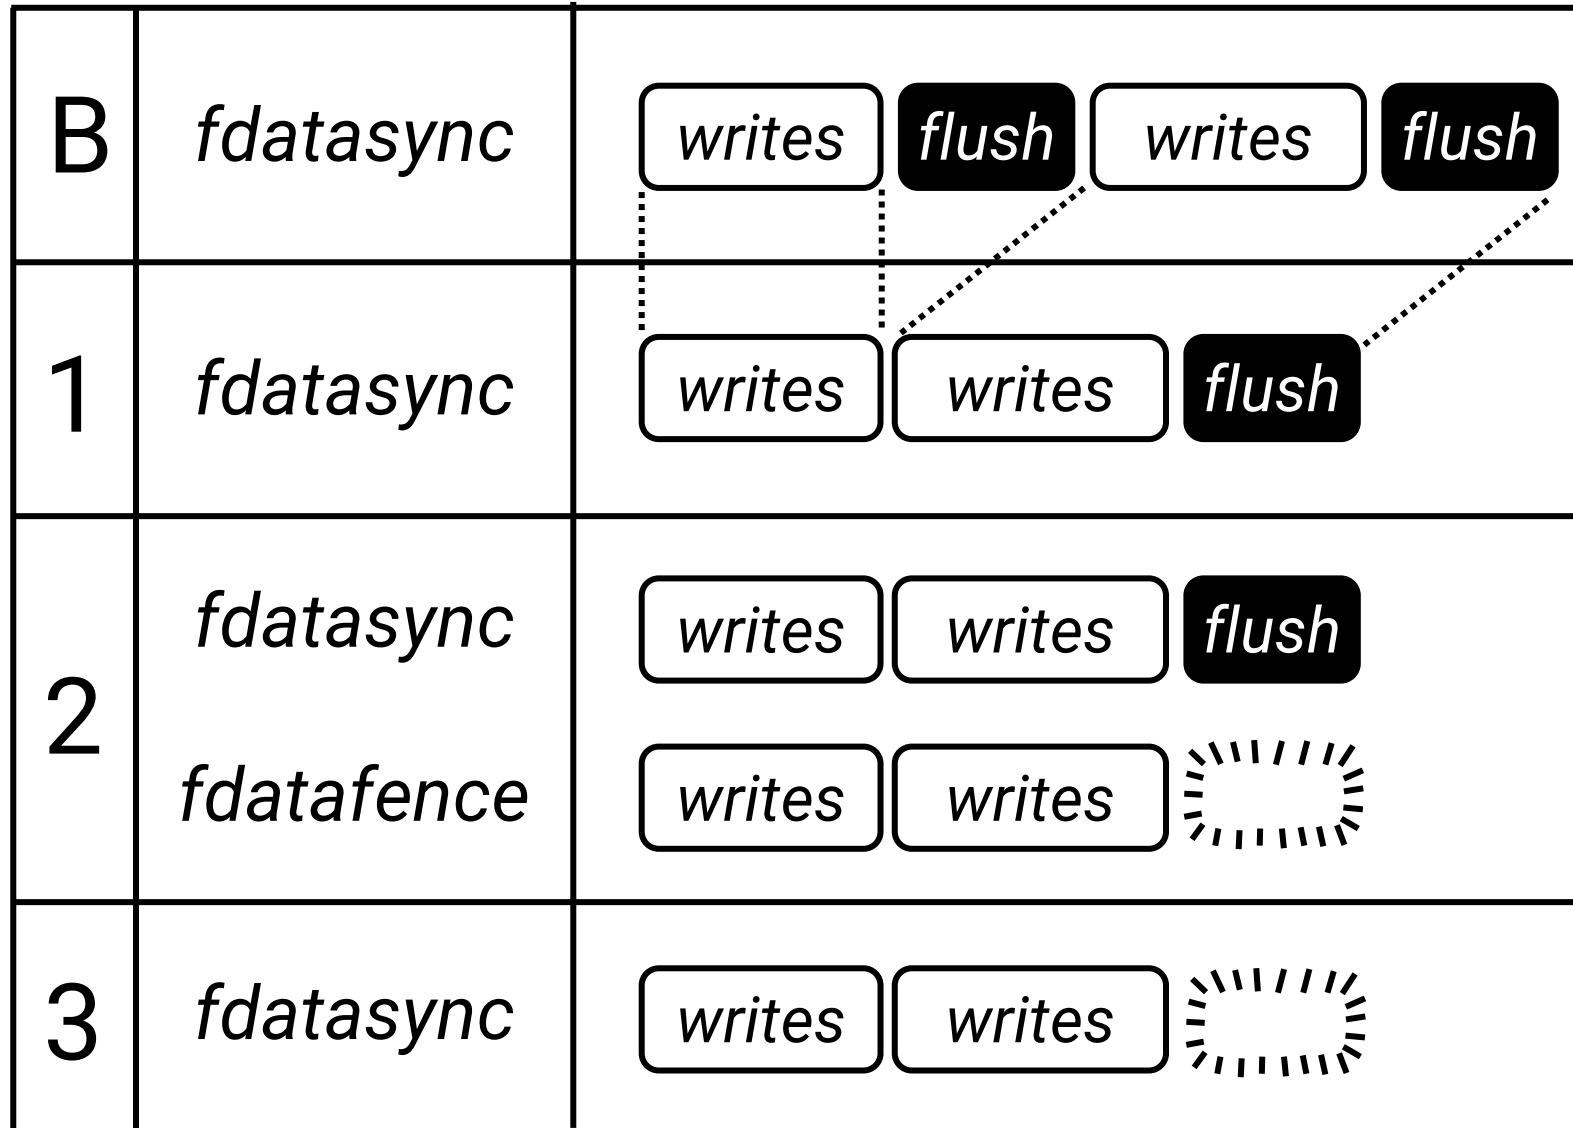 B fdatasync writes flush writes flush
1 fdatasync writes writes flush
fdatasync writes writes flush
2
fdatafence writes writes
3 fdatasync writes writes